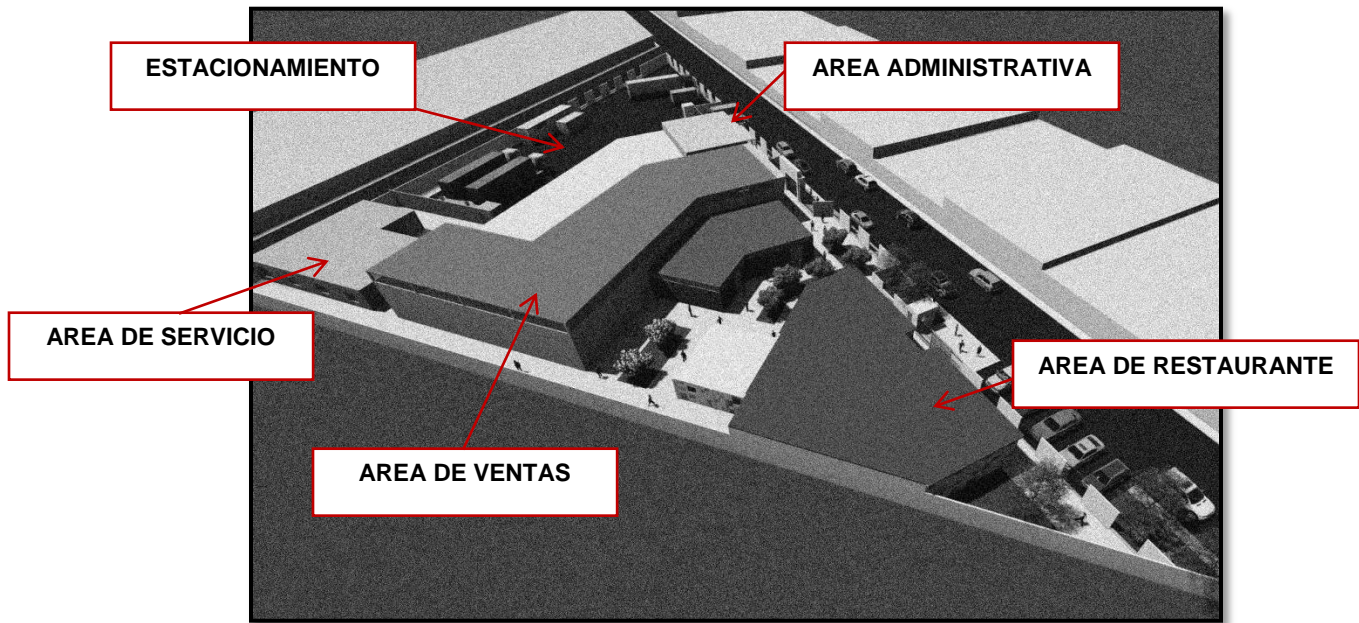 ESTACIONAMIENTO
AREA ADMINISTRATIVA
AREA DE SERVICIO
AREA DE RESTAURANTE
AREA DE VENTAS